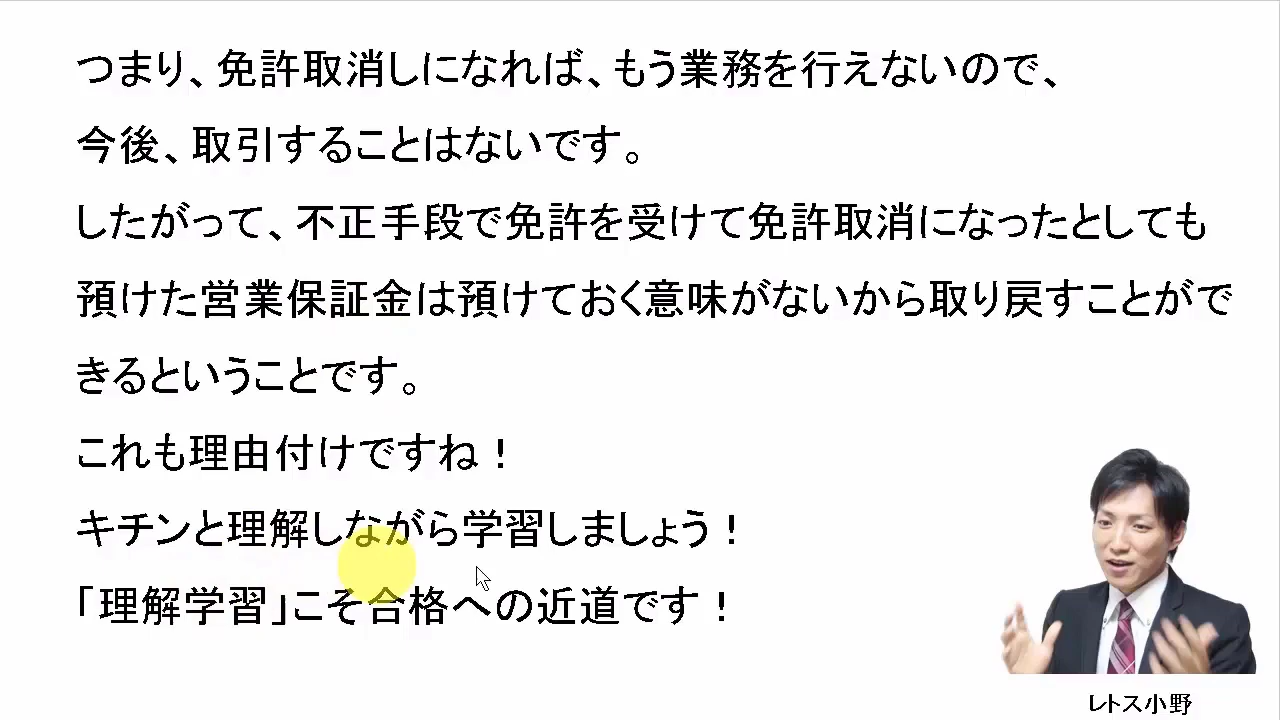 つまり、免許取消しになれば、もう業務を行えないので、
今後、取引することはないです。
したがって、不正手段で免許を受けて免許取消になったとしても
預けた営業保証金は預けておく意味がないから取り戻すことがで
きるということです。
これも理由付けですね！
キチンと理解しながら学習しましょう！
「理解学習」こそ合格への近道です！
レトス小野